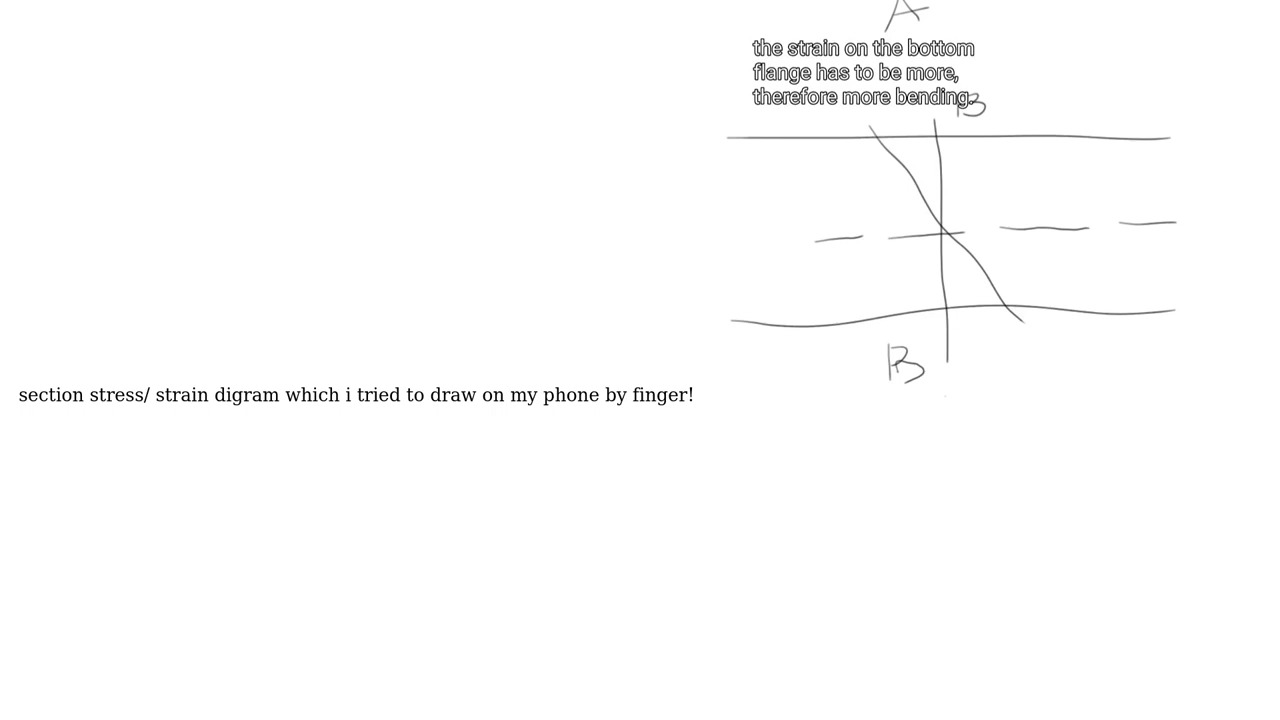 A
the strain on the bottom
flange has to be more,
therefore more bending.
B
B
section stress/ strain digram which i tried to draw on my phone by finger!